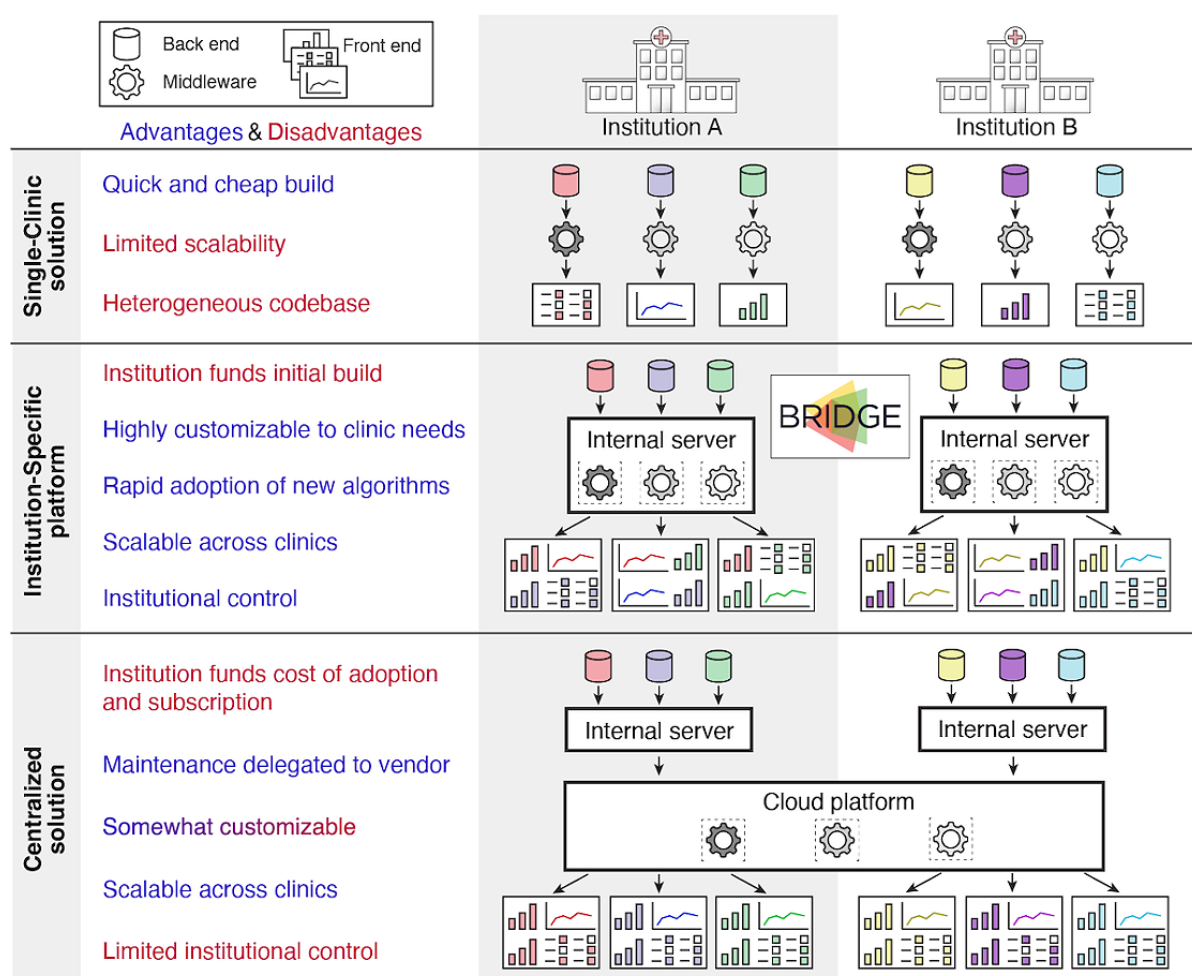 Back end
Front end
Middleware
Advantages & Disadvantages
Institution A
Institution B
Single-Clinic
solution
Quick and cheap build
Limited scalability
Heterogeneous codebase
Institution-Specific
platform
Institution funds initial build
Highly customizable to clinic needs
Rapid adoption of new algorithms
Scalable across clinics
Institutional control
Internal server
BRIDGE
Internal server
Centralized
solution
Institution funds cost of adoption
and subscription
Maintenance delegated to vendor
Somewhat customizable
Scalable across clinics
Limited institutional control
Internal server
Internal server
Cloud platform